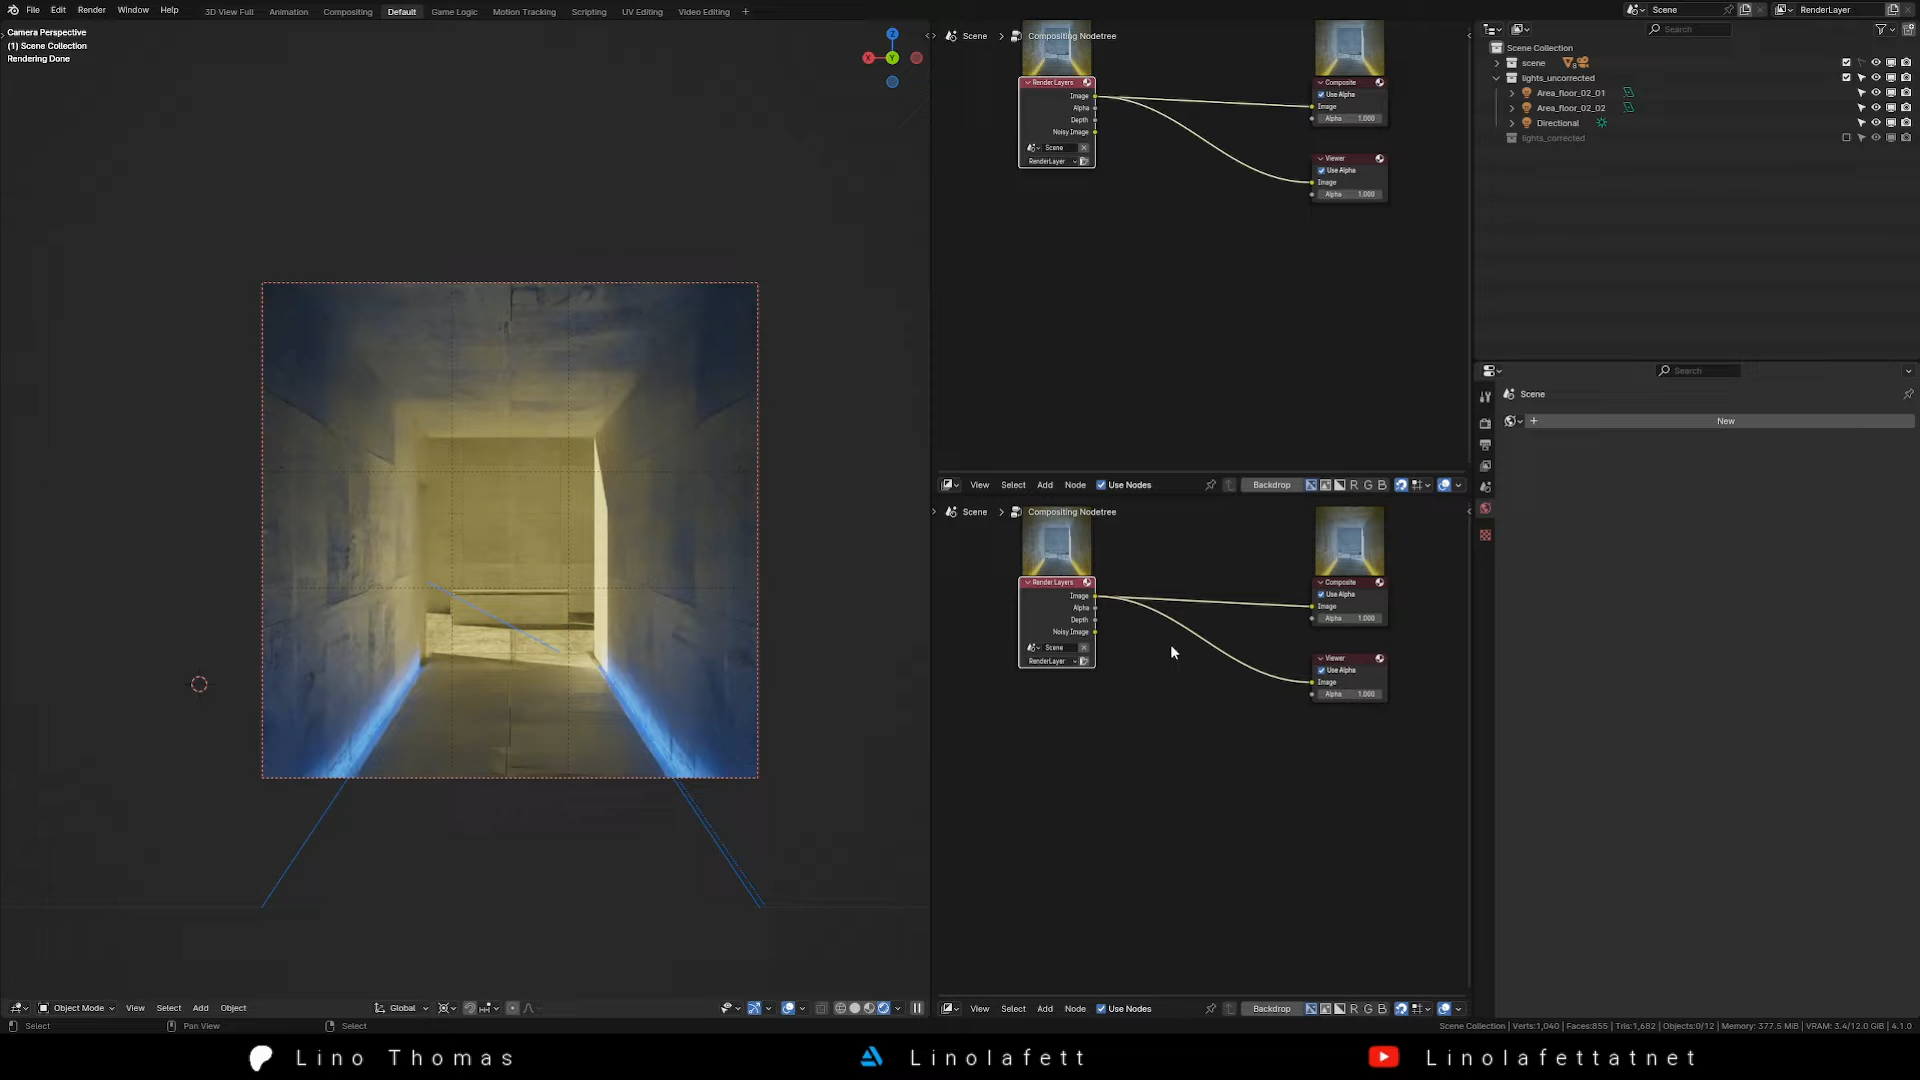 File Edit Render Window Help 3D View Full Animation Compositing Default Game Logic Motion Tracking Scripting UV Editing Video Editing + Scene RenderLayer
Camera Perspective
(1) Scene Collection
Rendering Done
Z
X Y
Scene > Compositing Nodetree
Render Layers
Image
Alpha
Depth
Noisy Image
Scene
RenderLayer
Composite
Use Alpha
Image
Alpha 1.000
Viewer
Use Alpha
Image
Alpha 1.000
View Select Add Node Use Nodes Backdrop R G B
Scene > Compositing Nodetree
Render Layers
Image
Alpha
Depth
Noisy Image
Scene
RenderLayer
Composite
Use Alpha
Image
Alpha 1.000
Viewer
Use Alpha
Image
Alpha 1.000
View Select Add Node Use Nodes Backdrop R G B
Search
Scene Collection
scene
lights_uncorrected
Area_floor_02_01
Area_floor_02_02
Directional
lights_corrected
Search
Scene
+ New
Object Mode View Select Add Object Global
Select Pan View Select
Scene Collection | Verts:1,040 | Faces:855 | Tris:1,682 | Objects:0/12 | Memory: 377.5 MiB | VRAM: 3.4/12.0 GiB | 4.1.0
Lino Thomas Linolafett Linolafettatnet